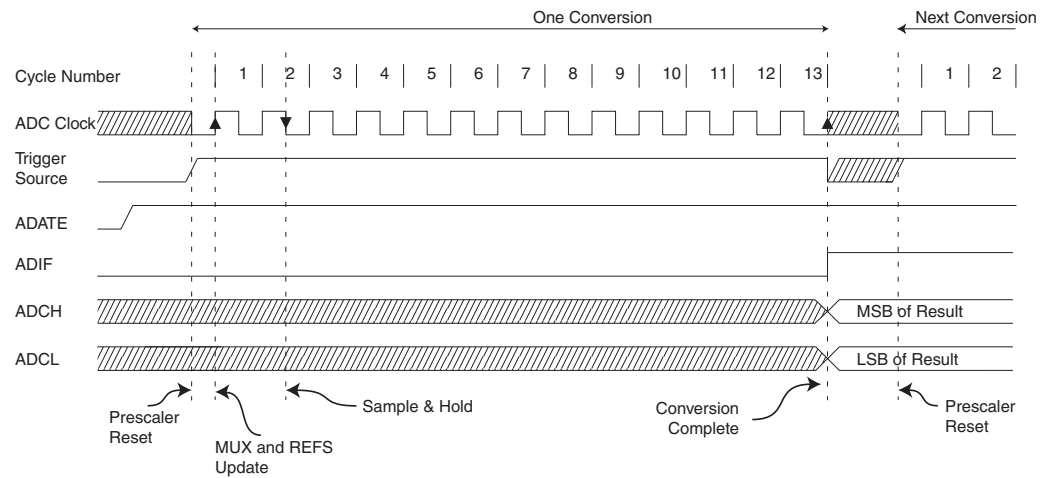 One Conversion
Next Conversion
Cycle Number
1 2 3 4 5 6 7 8 9 10 11 12 13 1 2
ADC Clock
Trigger
Source
ADATE
ADIF
ADCH
MSB of Result
ADCL
LSB of Result
Prescaler
Reset
MUX and REFS
Update
Sample & Hold
Conversion
Complete
Prescaler
Reset